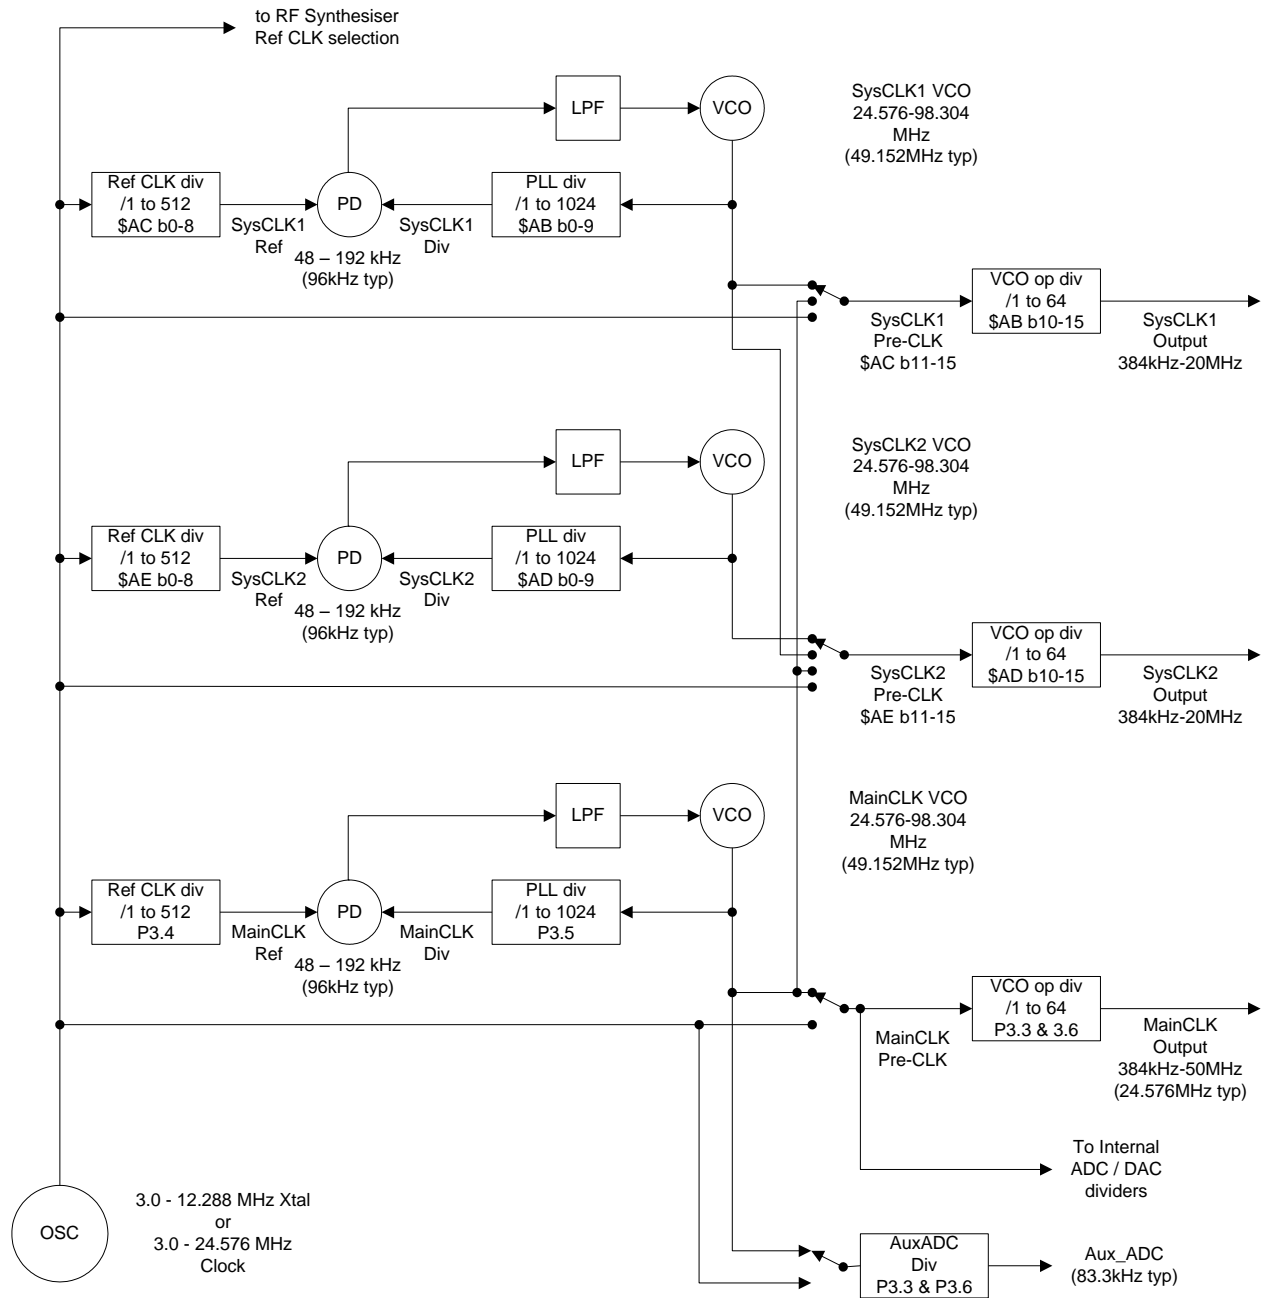 to RF Synthesiser
Ref CLK selection
LPF
VCO
SysCLK1 VCO
24.576-98.304
MHz
(49.152MHz typ)
Ref CLK div
/1 to 512
$AC b0-8
SysCLK1
Ref
PD
48 – 192 kHz
(96kHz typ)
SysCLK1
Div
PLL div
/1 to 1024
$AB b0-9
SysCLK1
Pre-CLK
$AC b11-15
VCO op div
/1 to 64
$AB b10-15
SysCLK1
Output
384kHz-20MHz
LPF
VCO
SysCLK2 VCO
24.576-98.304
MHz
(49.152MHz typ)
Ref CLK div
/1 to 512
$AE b0-8
SysCLK2
Ref
PD
48 – 192 kHz
(96kHz typ)
SysCLK2
Div
PLL div
/1 to 1024
$AD b0-9
SysCLK2
Pre-CLK
$AE b11-15
VCO op div
/1 to 64
$AD b10-15
SysCLK2
Output
384kHz-20MHz
LPF
VCO
MainCLK VCO
24.576-98.304
MHz
(49.152MHz typ)
Ref CLK div
/1 to 512
P3.4
MainCLK
Ref
PD
48 – 192 kHz
(96kHz typ)
MainCLK
Div
PLL div
/1 to 1024
P3.5
MainCLK
Pre-CLK
VCO op div
/1 to 64
P3.3 & 3.6
MainCLK
Output
384kHz-50MHz
(24.576MHz typ)
To Internal
ADC / DAC
dividers
OSC
3.0 - 12.288 MHz Xtal
or
3.0 - 24.576 MHz
Clock
AuxADC
Div
P3.3 & P3.6
Aux_ADC
(83.3kHz typ)